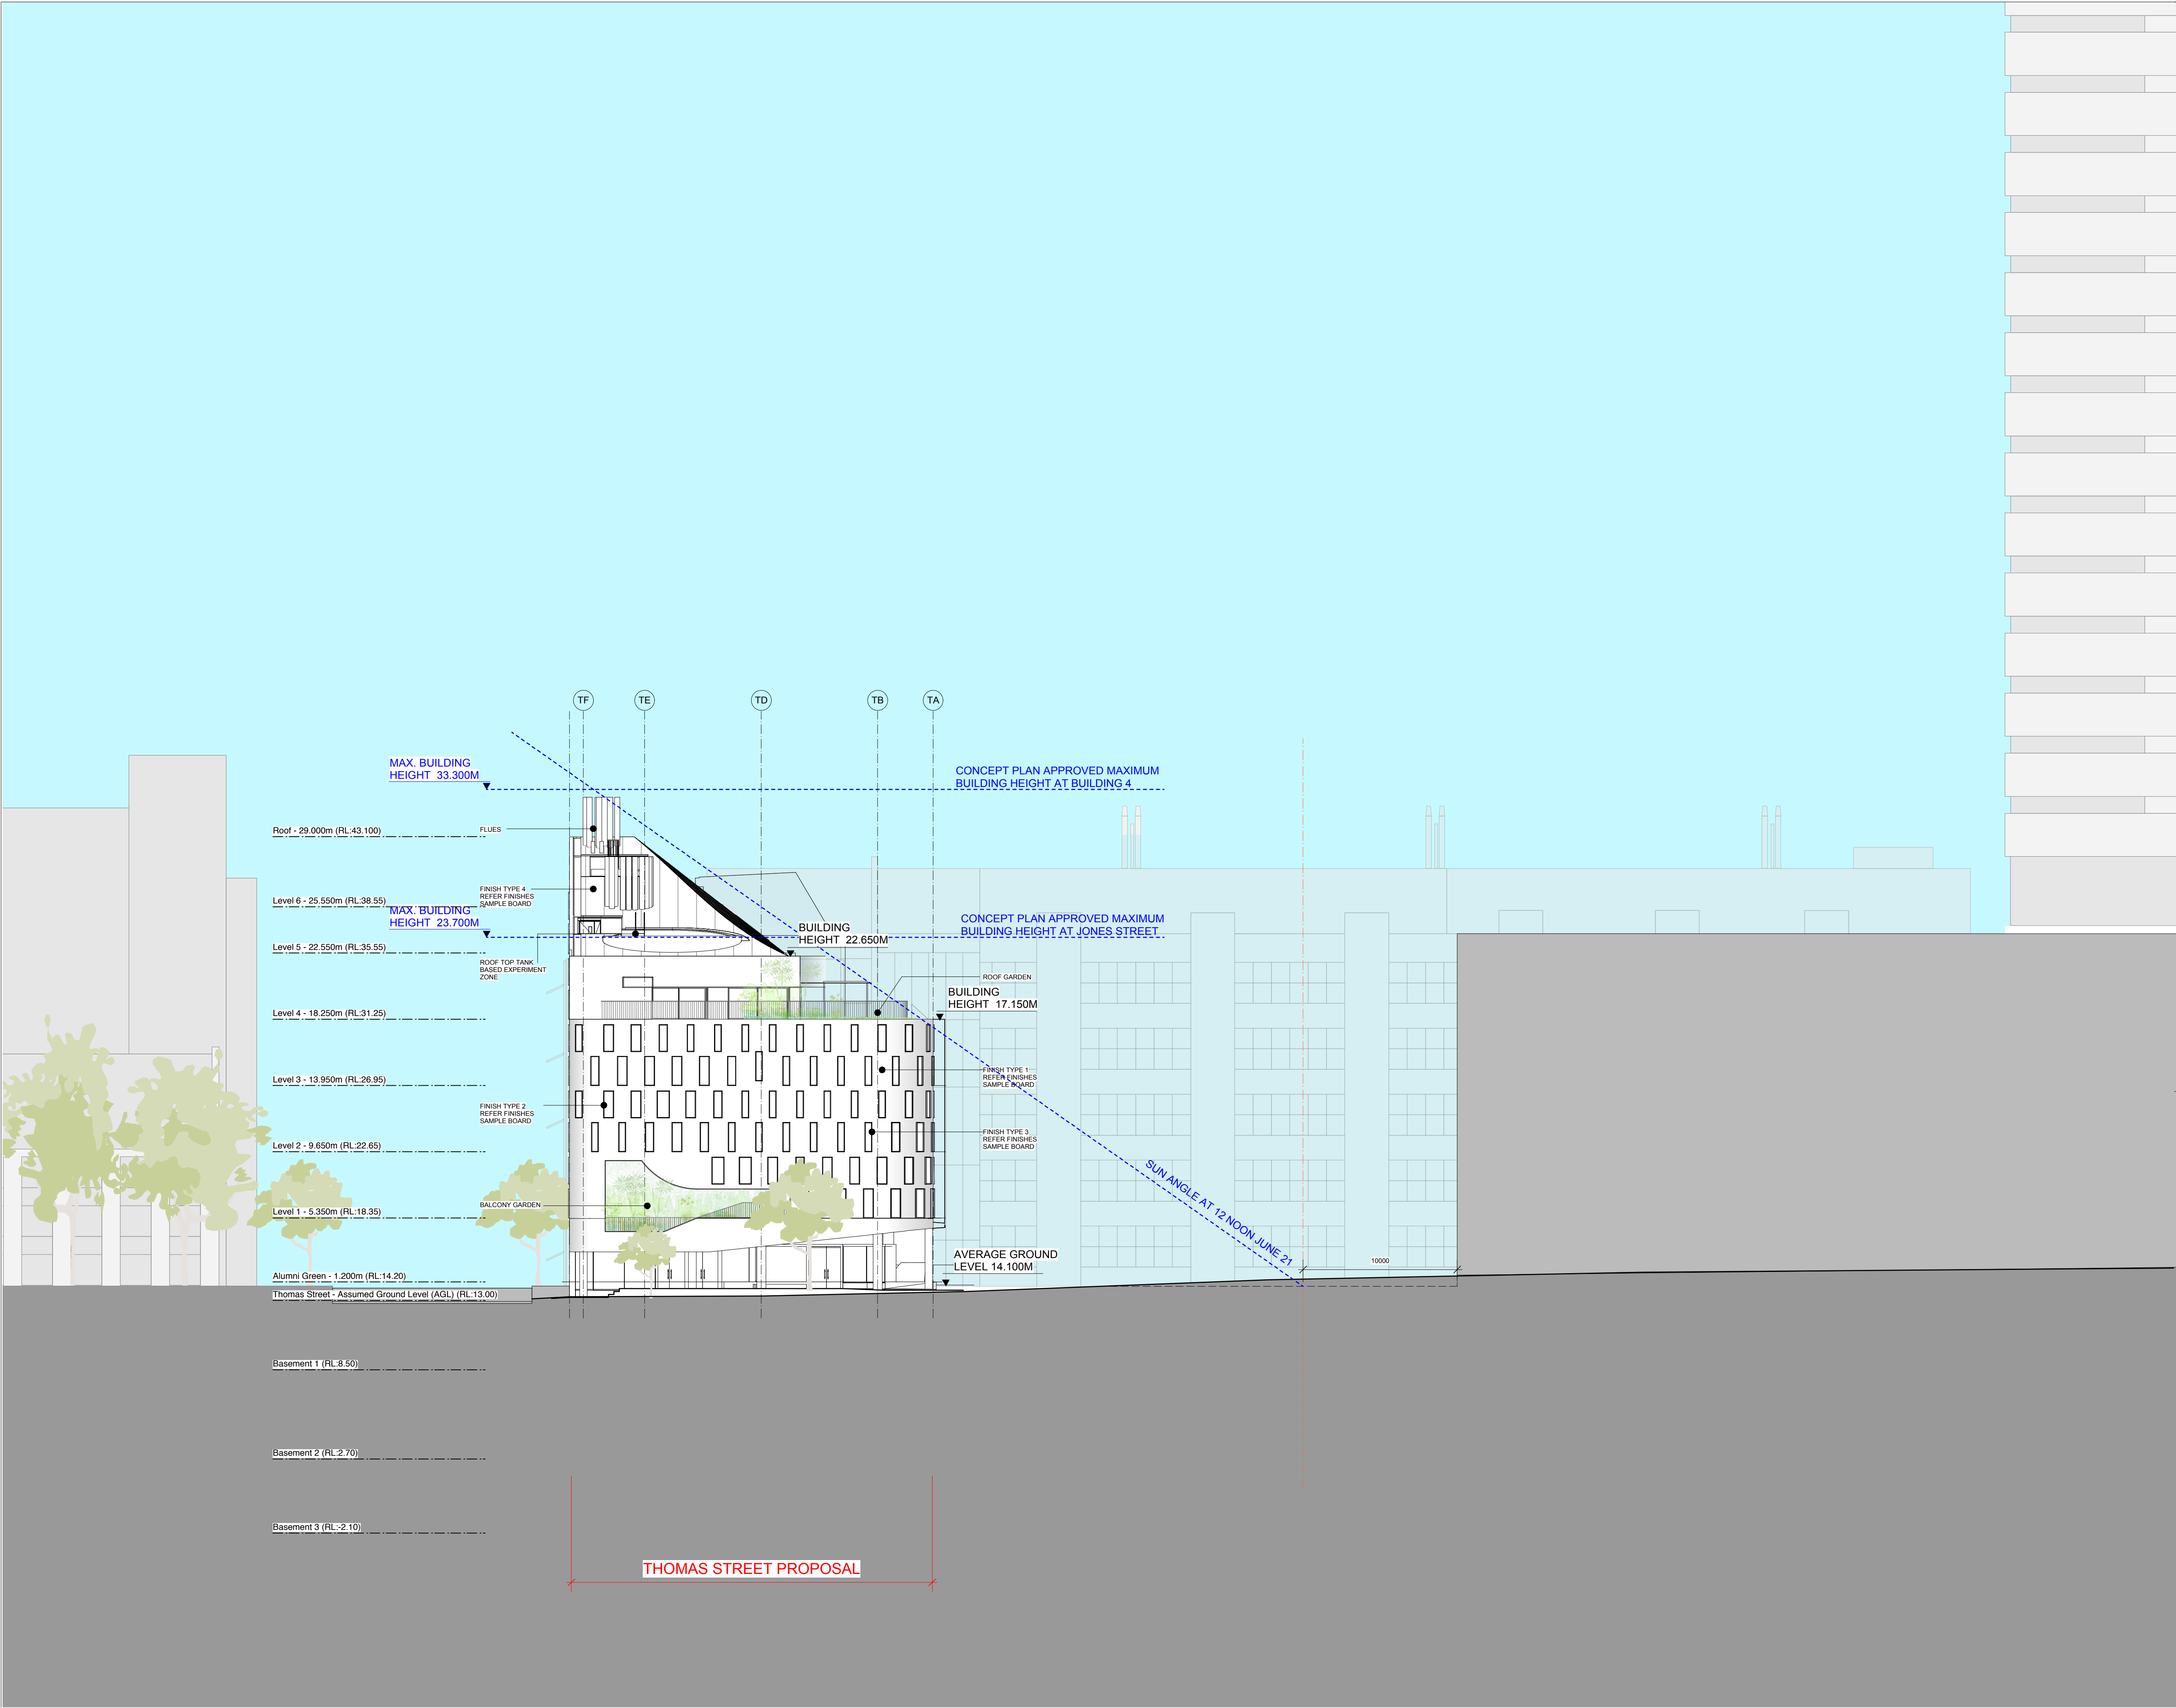 TF
TE
TD
TB
TA
MAX. BUILDING
HEIGHT 33.300M
CONCEPT PLAN APPROVED MAXIMUM
BUILDING HEIGHT AT BUILDING 4
Roof - 29.000m (RL:43.100)
FLUES
FINISH TYPE 4
REFER FINISHES
SAMPLE BOARD
Level 6 - 25.550m (RL:38.55)
MAX. BUILDING
HEIGHT 23.700M
CONCEPT PLAN APPROVED MAXIMUM
BUILDING HEIGHT AT JONES STREET
BUILDING
HEIGHT 22.650M
Level 5 - 22.550m (RL:35.55)
ROOF TOP TANK
BASED EXPERIMENT
ZONE
ROOF GARDEN
BUILDING
HEIGHT 17.150M
Level 4 - 18.250m (RL:31.25)
FINISH TYPE 1
REFER FINISHES
SAMPLE BOARD
Level 3 - 13.950m (RL:26.95)
FINISH TYPE 2
REFER FINISHES
SAMPLE BOARD
FINISH TYPE 3
REFER FINISHES
SAMPLE BOARD
Level 2 - 9.650m (RL:22.65)
SUN ANGLE AT 12 NOON JUNE 21
BALCONY GARDEN
Level 1 - 5.350m (RL:18.35)
AVERAGE GROUND
LEVEL 14.100M
10000
Alumni Green - 1.200m (RL:14.20)
Thomas Street - Assumed Ground Level (AGL) (RL:13.00)
Basement 1 (RL:8.50)
Basement 2 (RL:2.70)
Basement 3 (RL:-2.10)
THOMAS STREET PROPOSAL